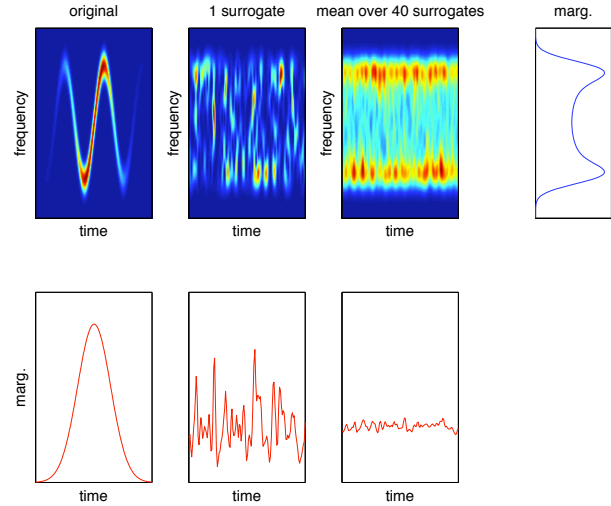 original
1 surrogate
mean over 40 surrogates
marg.
frequency
frequency
frequency
time
time
time
marg.
time
time
time